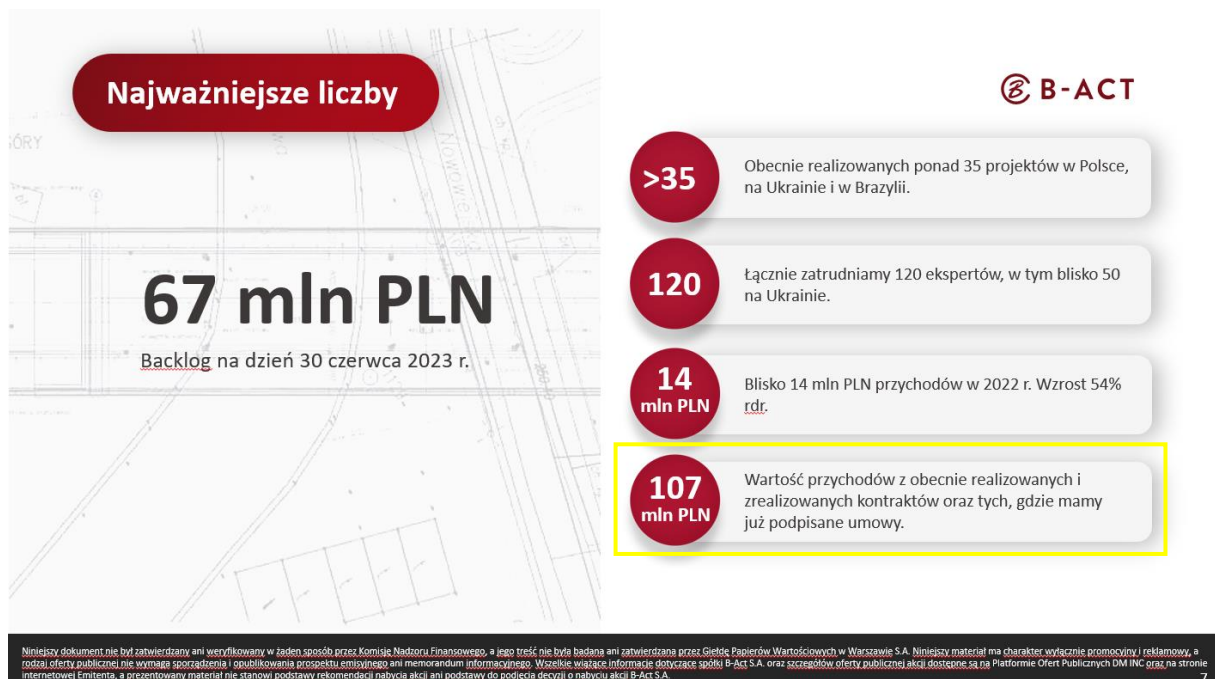 Najważniejsze liczby
B-ACT
67 mln PLN
Backlog na dzień 30 czerwca 2023 r.
>35
Obecnie realizowanych ponad 35 projektów w Polsce,
na Ukrainie i w Brazylii.
120
Łącznie zatrudniamy 120 ekspertów, w tym blisko 50
na Ukrainie.
14
mln PLN
Blisko 14 mln PLN przychodów w 2022 r. Wzrost 54%
rdr.
107
mln PLN
Wartość przychodów z obecnie realizowanych i
zrealizowanych kontraktów oraz tych, gdzie mamy
już podpisane umowy.
Nowowiejska
ÓRY
Niniejszy dokument nie był zatwierdzany ani weryfikowany w żaden sposób przez Komisję Nadzoru Finansowego, a jego treść nie była badana ani zatwierdzana przez Giełdę Papierów Wartościowych w Warszawie S.A. Niniejszy materiał ma charakter wyłącznie promocyjny i reklamowy, a
rodzaj oferty publicznej nie wymaga sporządzenia i opublikowania prospektu emisyjnego ani memorandum informacyjnego. Wszelkie wiążące informacje dotyczące spółki B-Act S.A. oraz szczegółów oferty publicznej akcji dostępne są na Platformie Ofert Publicznych DM INC oraz na stronie
internetowej Emitenta, a prezentowany materiał nie stanowi podstawy rekomendacji nabycia akcji ani podstawy do podjęcia decyzji o nabyciu akcji B-Act S.A.
7